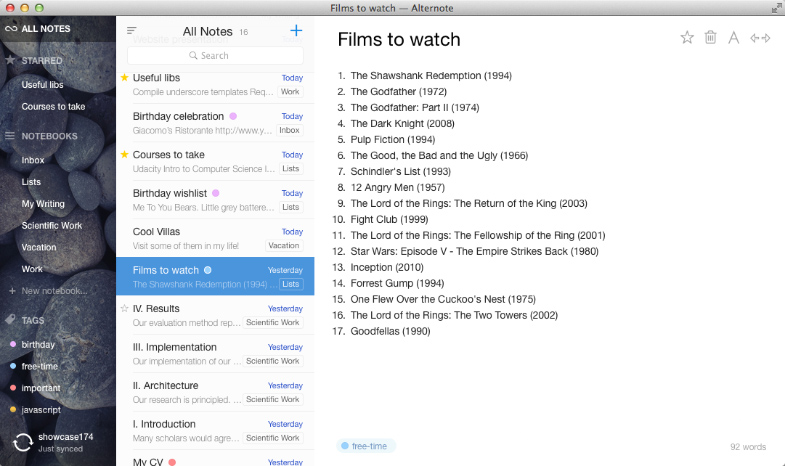 Films to watch — Alternote
ALL NOTES
STARRED
Useful libs
Courses to take
NOTEBOOKS
Inbox
Lists
My Writing
Scientific Work
Vacation
Work
+ New notebook...
TAGS
birthday
free-time
important
javascript
showcase174
Just synced
All Notes 16
Search
Useful libs Today
Compile underscore templates Req... Work
Birthday celebration Today
Giacomo's Ristorante http://www.y... Inbox
Courses to take Today
Udacity Intro to Computer Science I... Lists
Birthday wishlist Today
Me To You Bears. Little grey battere... Lists
Cool Villas Today
Visit some of them in my life! Vacation
Films to watch Yesterday
The Shawshank Redemption (1994) ... Lists
IV. Results Yesterday
Our evaluation method rep... Scientific Work
III. Implementation Yesterday
Our implementation of our ... Scientific Work
II. Architecture Yesterday
Our research is principled. ... Scientific Work
I. Introduction Yesterday
Many scholars would agre... Scientific Work
My CV Yesterday
Films to watch
1. The Shawshank Redemption (1994)
2. The Godfather (1972)
3. The Godfather: Part II (1974)
4. The Dark Knight (2008)
5. Pulp Fiction (1994)
6. The Good, the Bad and the Ugly (1966)
7. Schindler's List (1993)
8. 12 Angry Men (1957)
9. The Lord of the Rings: The Return of the King (2003)
10. Fight Club (1999)
11. The Lord of the Rings: The Fellowship of the Ring (2001)
12. Star Wars: Episode V - The Empire Strikes Back (1980)
13. Inception (2010)
14. Forrest Gump (1994)
15. One Flew Over the Cuckoo's Nest (1975)
16. The Lord of the Rings: The Two Towers (2002)
17. Goodfellas (1990)
free-time
92 words